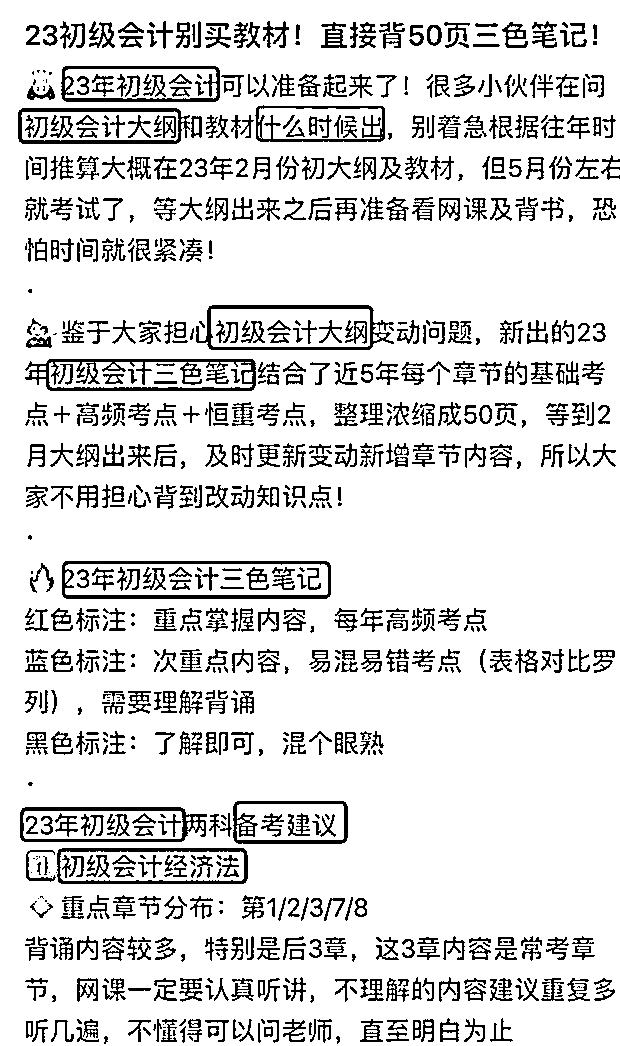 23初级会计别买教材！直接背50页三色笔记！
23年初级会计可以准备起来了！很多小伙伴在问
初级会计大纲和教材什么时候出，别着急根据往年时
间推算大概在23年2月份初大纲及教材，但5月份左右
就考试了，等大纲出来之后再准备看网课及背书，恐
怕时间就很紧凑！
.
鉴于大家担心初级会计大纲变动问题，新出的23
年初级会计三色笔记结合了近5年每个章节的基础考
点＋高频考点＋恒重考点，整理浓缩成50页，等到2
月大纲出来后，及时更新变动新增章节内容，所以大
家不用担心背到改动知识点！
.
23年初级会计三色笔记
红色标注：重点掌握内容，每年高频考点
蓝色标注：次重点内容，易混易错考点（表格对比罗
列），需要理解背诵
黑色标注：了解即可，混个眼熟
.
23年初级会计两科备考建议
1初级会计经济法
重点章节分布：第1/2/3/7/8
背诵内容较多，特别是后3章，这3章内容是常考章
节，网课一定要认真听讲，不理解的内容建议重复多
听几遍，不懂得可以问老师，直至明白为止